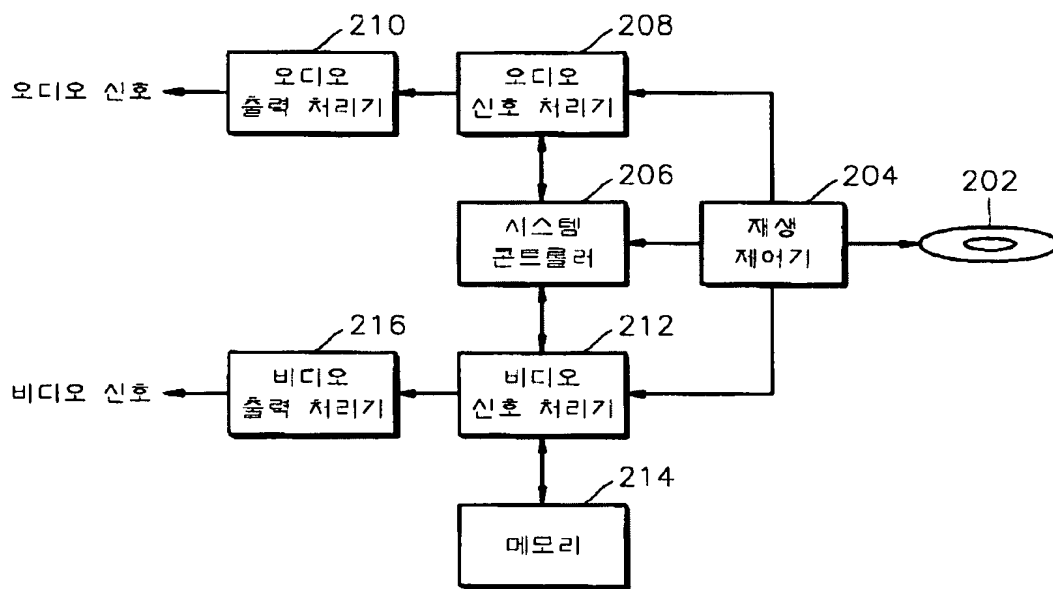 210
208
오디오 신호
오디오
출력 처리기
오디오
신호 처리기
206
204
202
시스템
콘트롤러
재생
제어기
216
212
비디오 신호
비디오
출력 처리기
비디오
신호 처리기
214
메모리